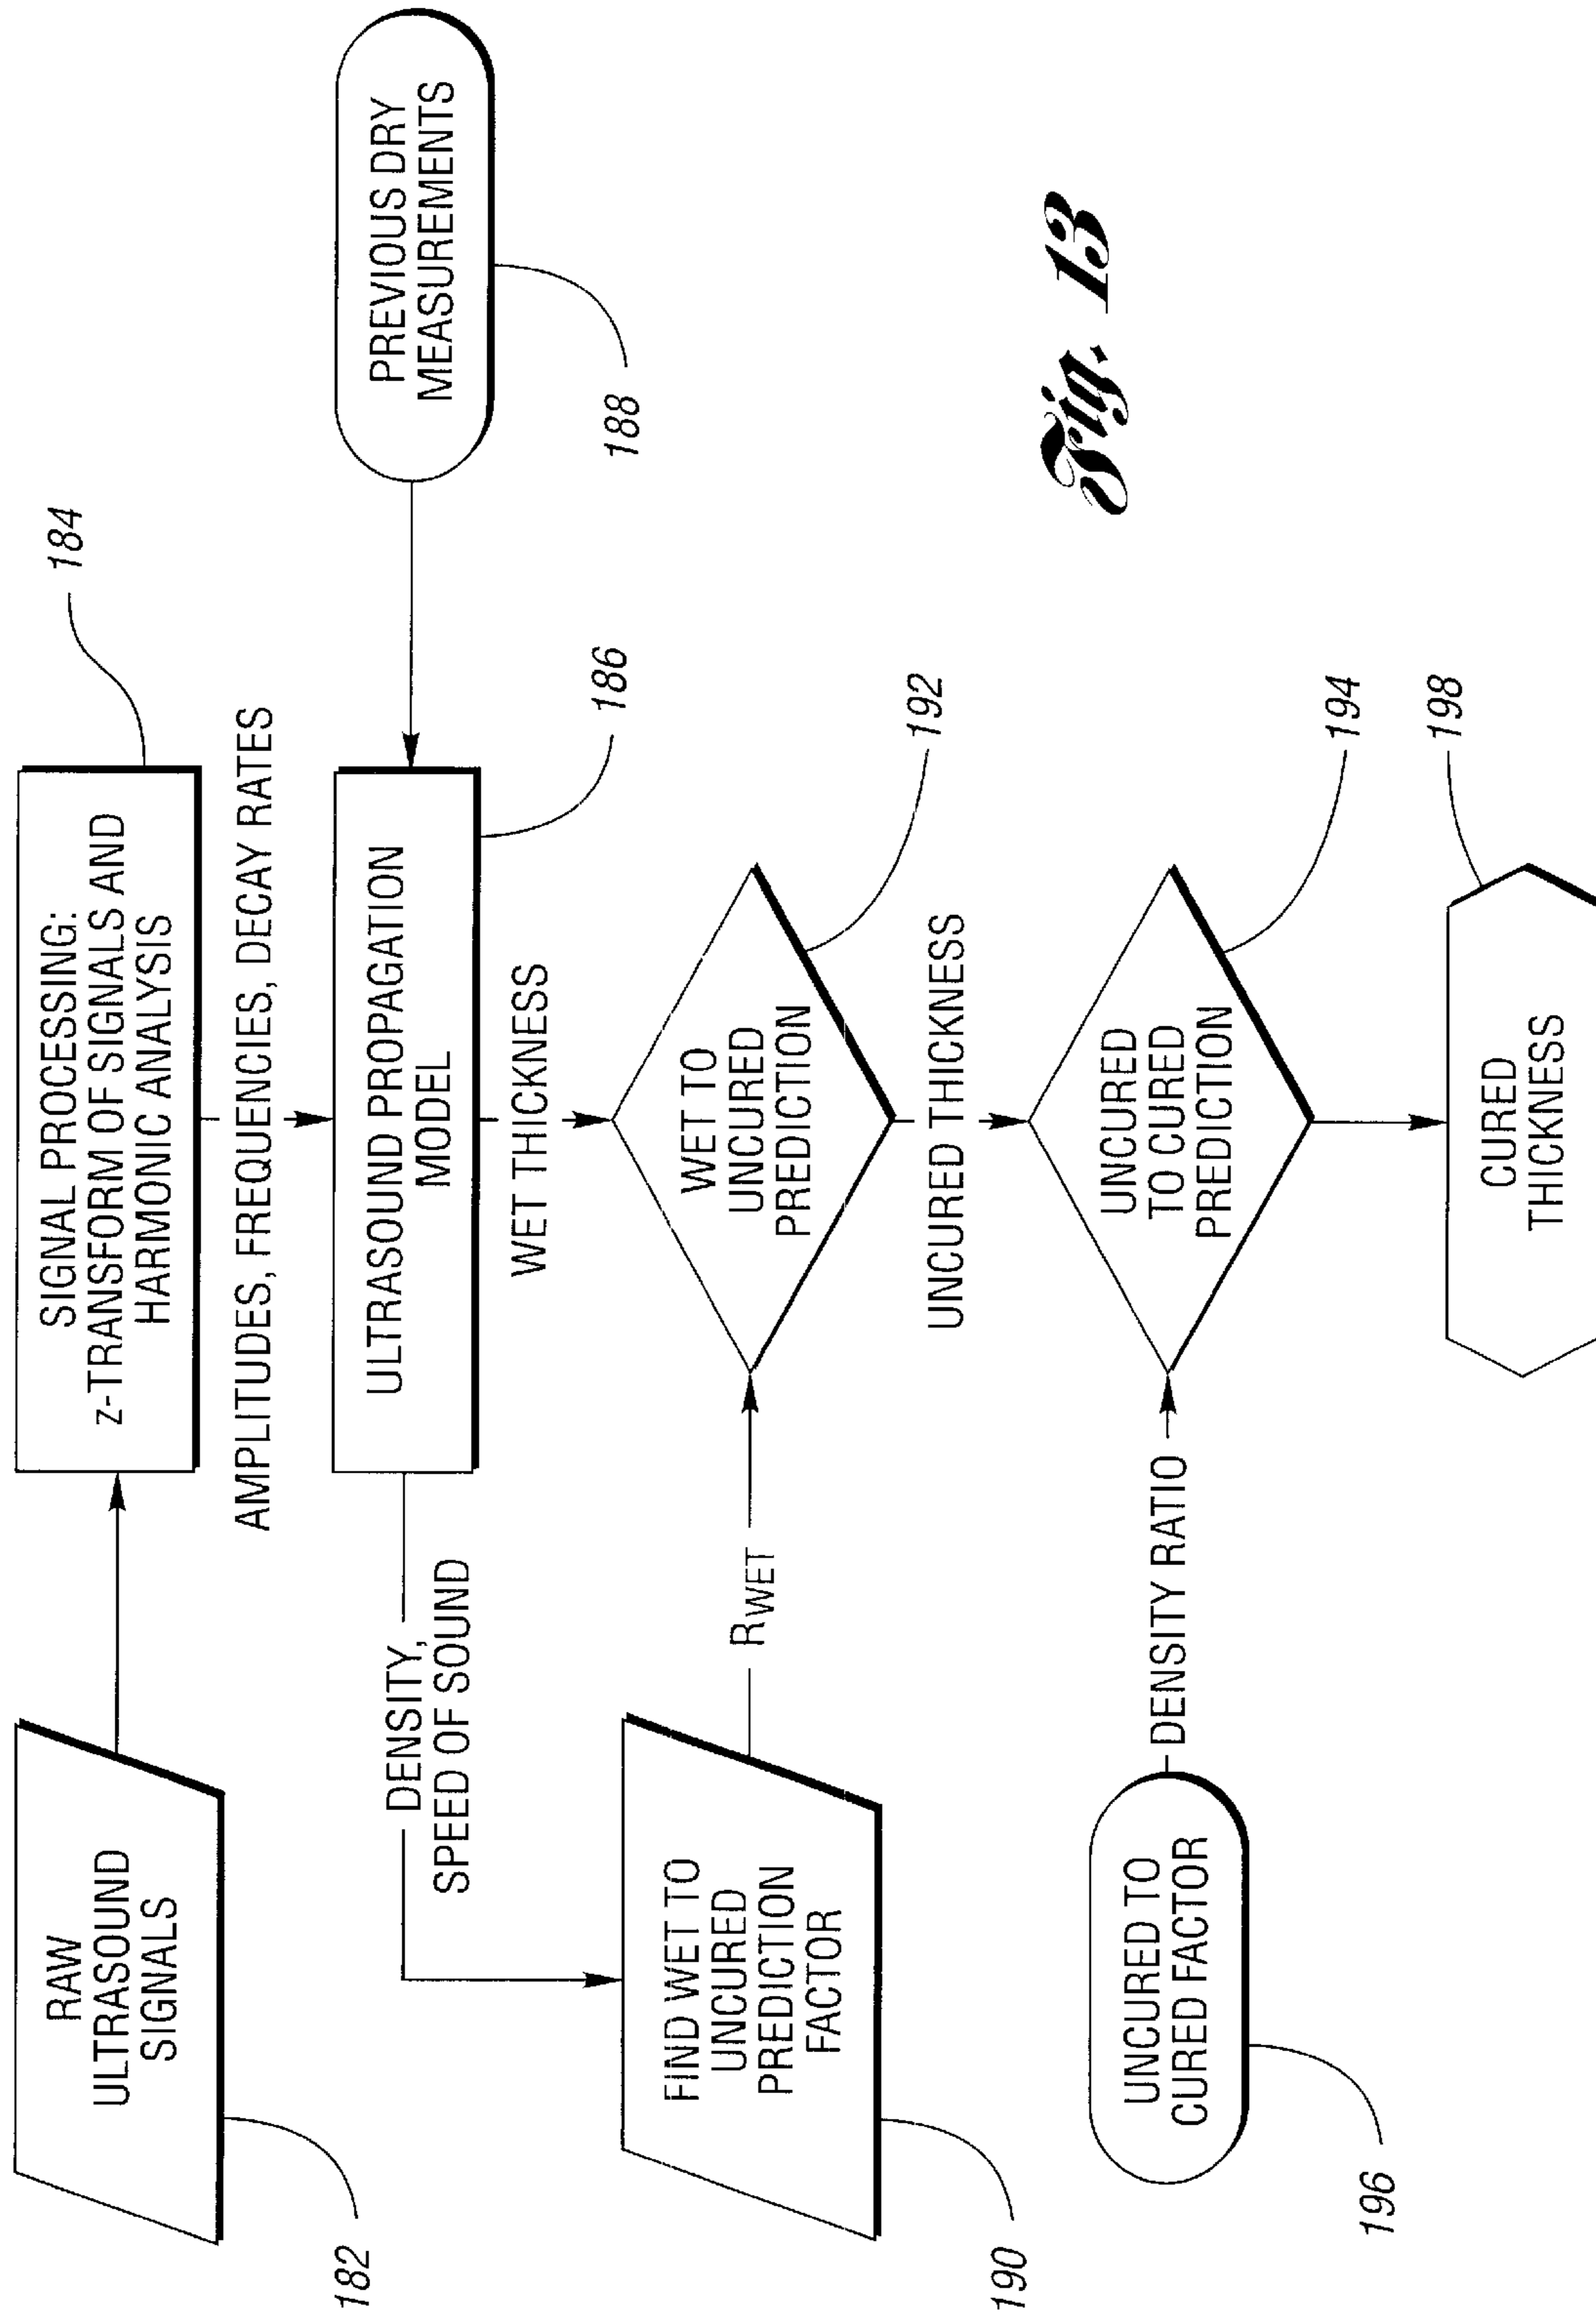 RAW
ULTRASOUND
SIGNALS
182
SIGNAL PROCESSING:
z-TRANSFORM OF SIGNALS AND
HARMONIC ANALYSIS
184
AMPLITUDES, FREQUENCIES, DECAY RATES
ULTRASOUND PROPAGATION
MODEL
186
PREVIOUS DRY
MEASUREMENTS
188
DENSITY,
SPEED OF SOUND
WET THICKNESS
FIND WET TO
UNCURED
PREDICTION
FACTOR
190
RWET
WET TO
UNCURED
PREDICTION
192
UNCURED THICKNESS
UNCURED TO
CURED FACTOR
196
DENSITY RATIO
UNCURED
TO CURED
PREDICTION
194
CURED
THICKNESS
198
Fig. 13